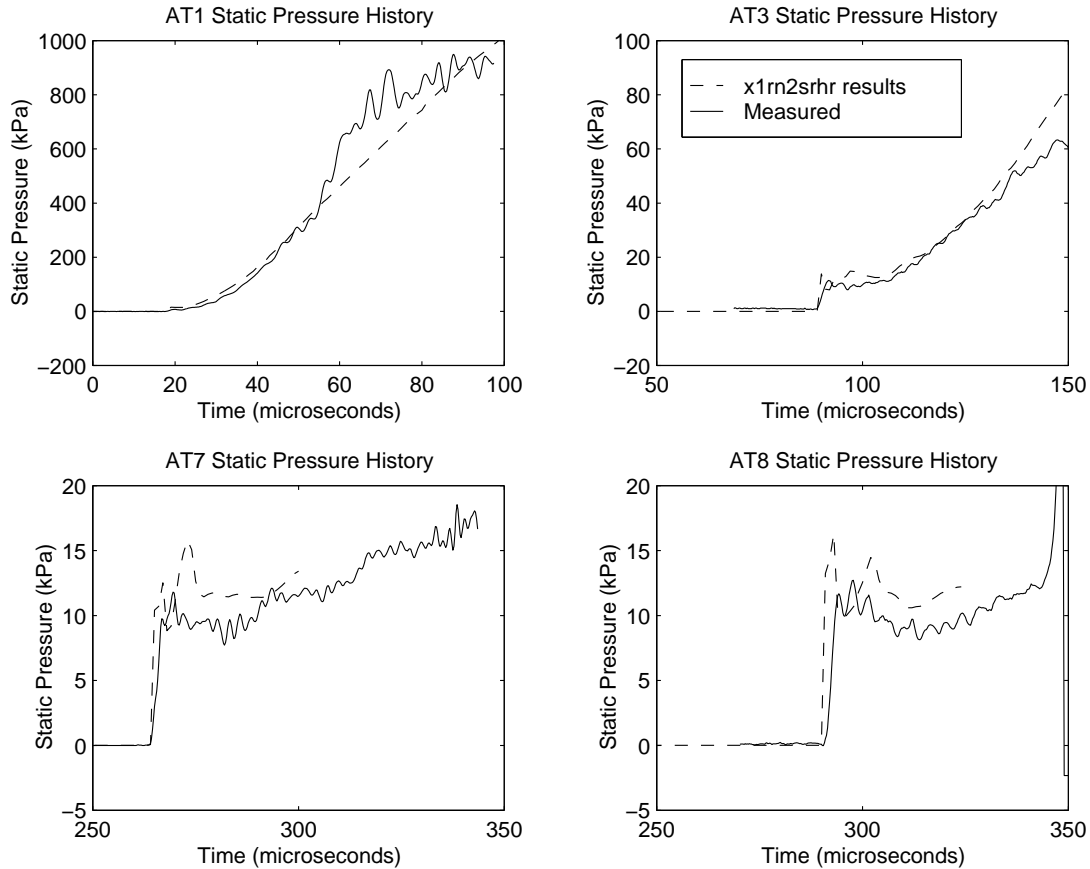 AT1 Static Pressure History
1000
800
600
400
200
0
−200
Static Pressure (kPa)
0 20 40 60 80 100
Time (microseconds)
AT3 Static Pressure History
100
80
60
40
20
0
−20
Static Pressure (kPa)
x1rn2srhr results
Measured
50 100 150
Time (microseconds)
AT7 Static Pressure History
20
15
10
5
0
−5
Static Pressure (kPa)
250 300 350
Time (microseconds)
AT8 Static Pressure History
20
15
10
5
0
−5
Static Pressure (kPa)
250 300 350
Time (microseconds)